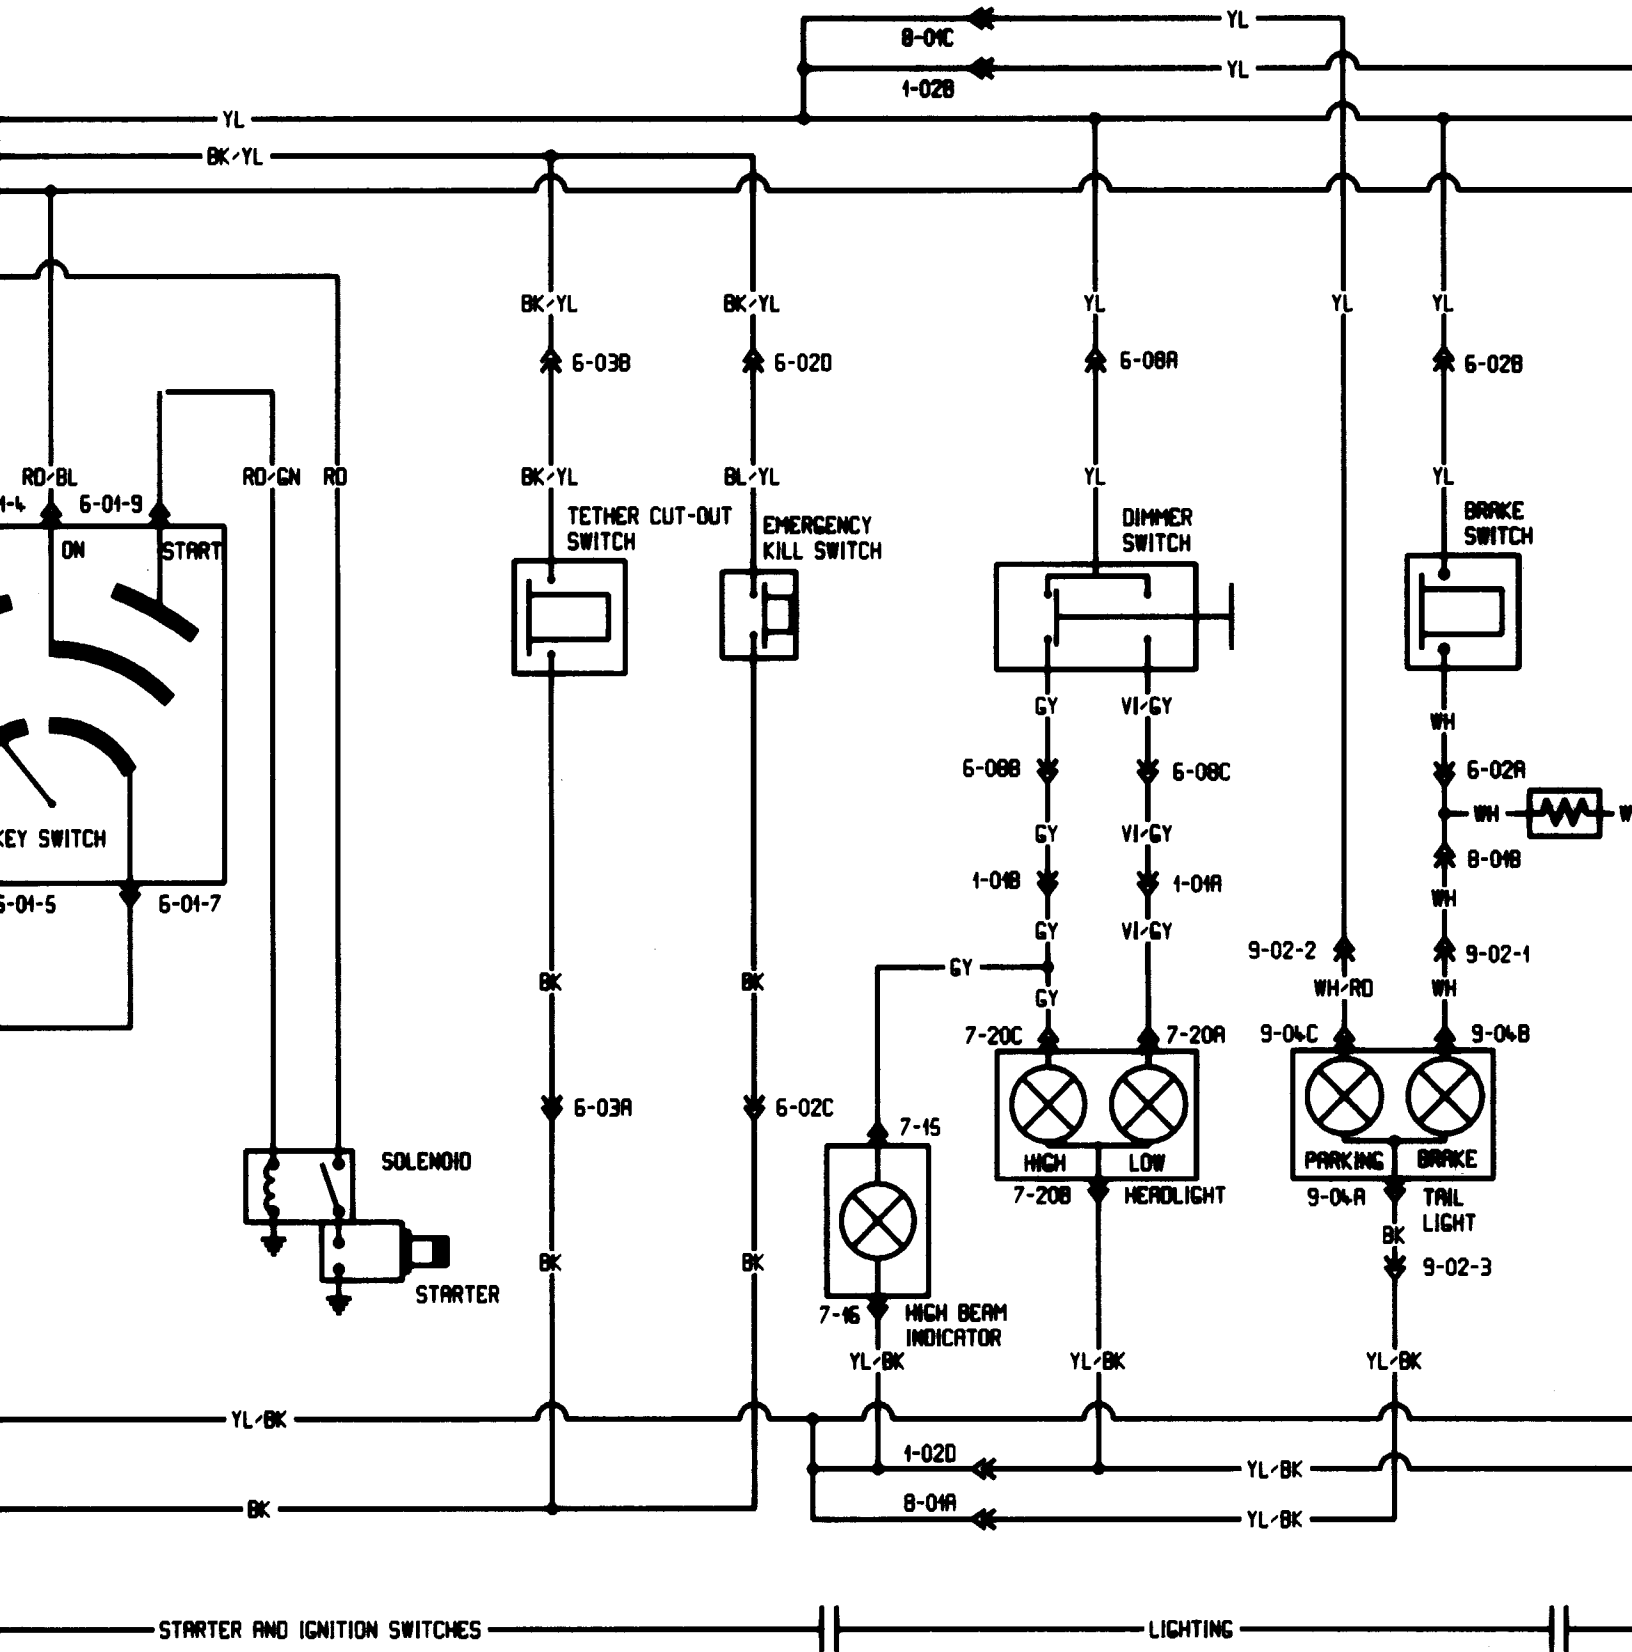 YL
8-01C
YL
1-02B
YL
BK/YL
BK/YL
BK/YL
YL
YL
YL
6-03B
6-02D
6-08A
6-02B
RD/BL
RD/GN
RD
BK/YL
BL/YL
YL
YL
1-4
6-01-9
ON
START
TETHER CUT-OUT
SWITCH
EMERGENCY
KILL SWITCH
DIMMER
SWITCH
BRAKE
SWITCH
GY
VI/GY
WH
6-08B
6-08C
6-02A
WH
W
KEY SWITCH
GY
VI/GY
8-01B
6-01-5
6-01-7
1-01B
1-01A
WH
GY
VI/GY
9-02-2
9-02-1
GY
BK
BK
GY
WH/RD
WH
7-20C
7-20A
9-04C
9-04B
6-03A
6-02C
7-15
SOLENOID
HIGH
LOW
PARKING
BRAKE
7-20B
HEADLIGHT
9-04A
TAIL
LIGHT
BK
BK
BK
9-02-3
STARTER
7-16
HIGH BEAM
INDICATOR
YL/BK
YL/BK
YL/BK
YL/BK
1-02D
YL/BK
BK
8-01A
YL/BK
STARTER AND IGNITION SWITCHES
LIGHTING